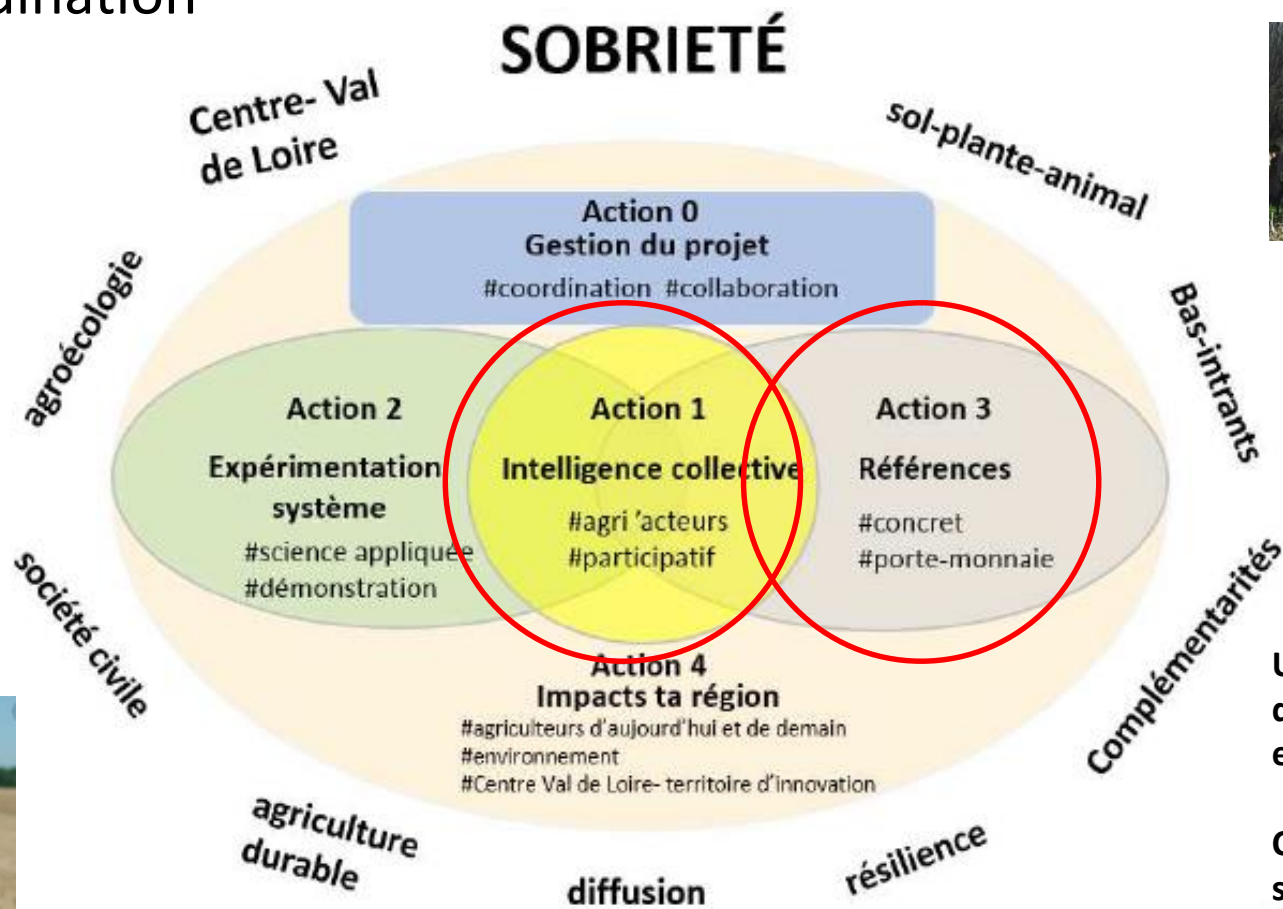 dination
SOBRIETÉ
Centre- Val
de Loire
sol-plante-animal
agroécologie
Bas-intrants
Action 0
Gestion du projet
#coordination #collaboration
Action 2
Expérimentation
système
#science appliquée
#démonstration
Action 1
Intelligence collective
#agri 'acteurs
#participatif
Action 3
Références
#concret
#porte-monnaie
société civile
Complémentarités
Action 4
Impacts ta région
#agriculteurs d'aujourd'hui et de demain
#environnement
#Centre Val de Loire- territoire d'innovation
agriculture
durable
diffusion
résilience